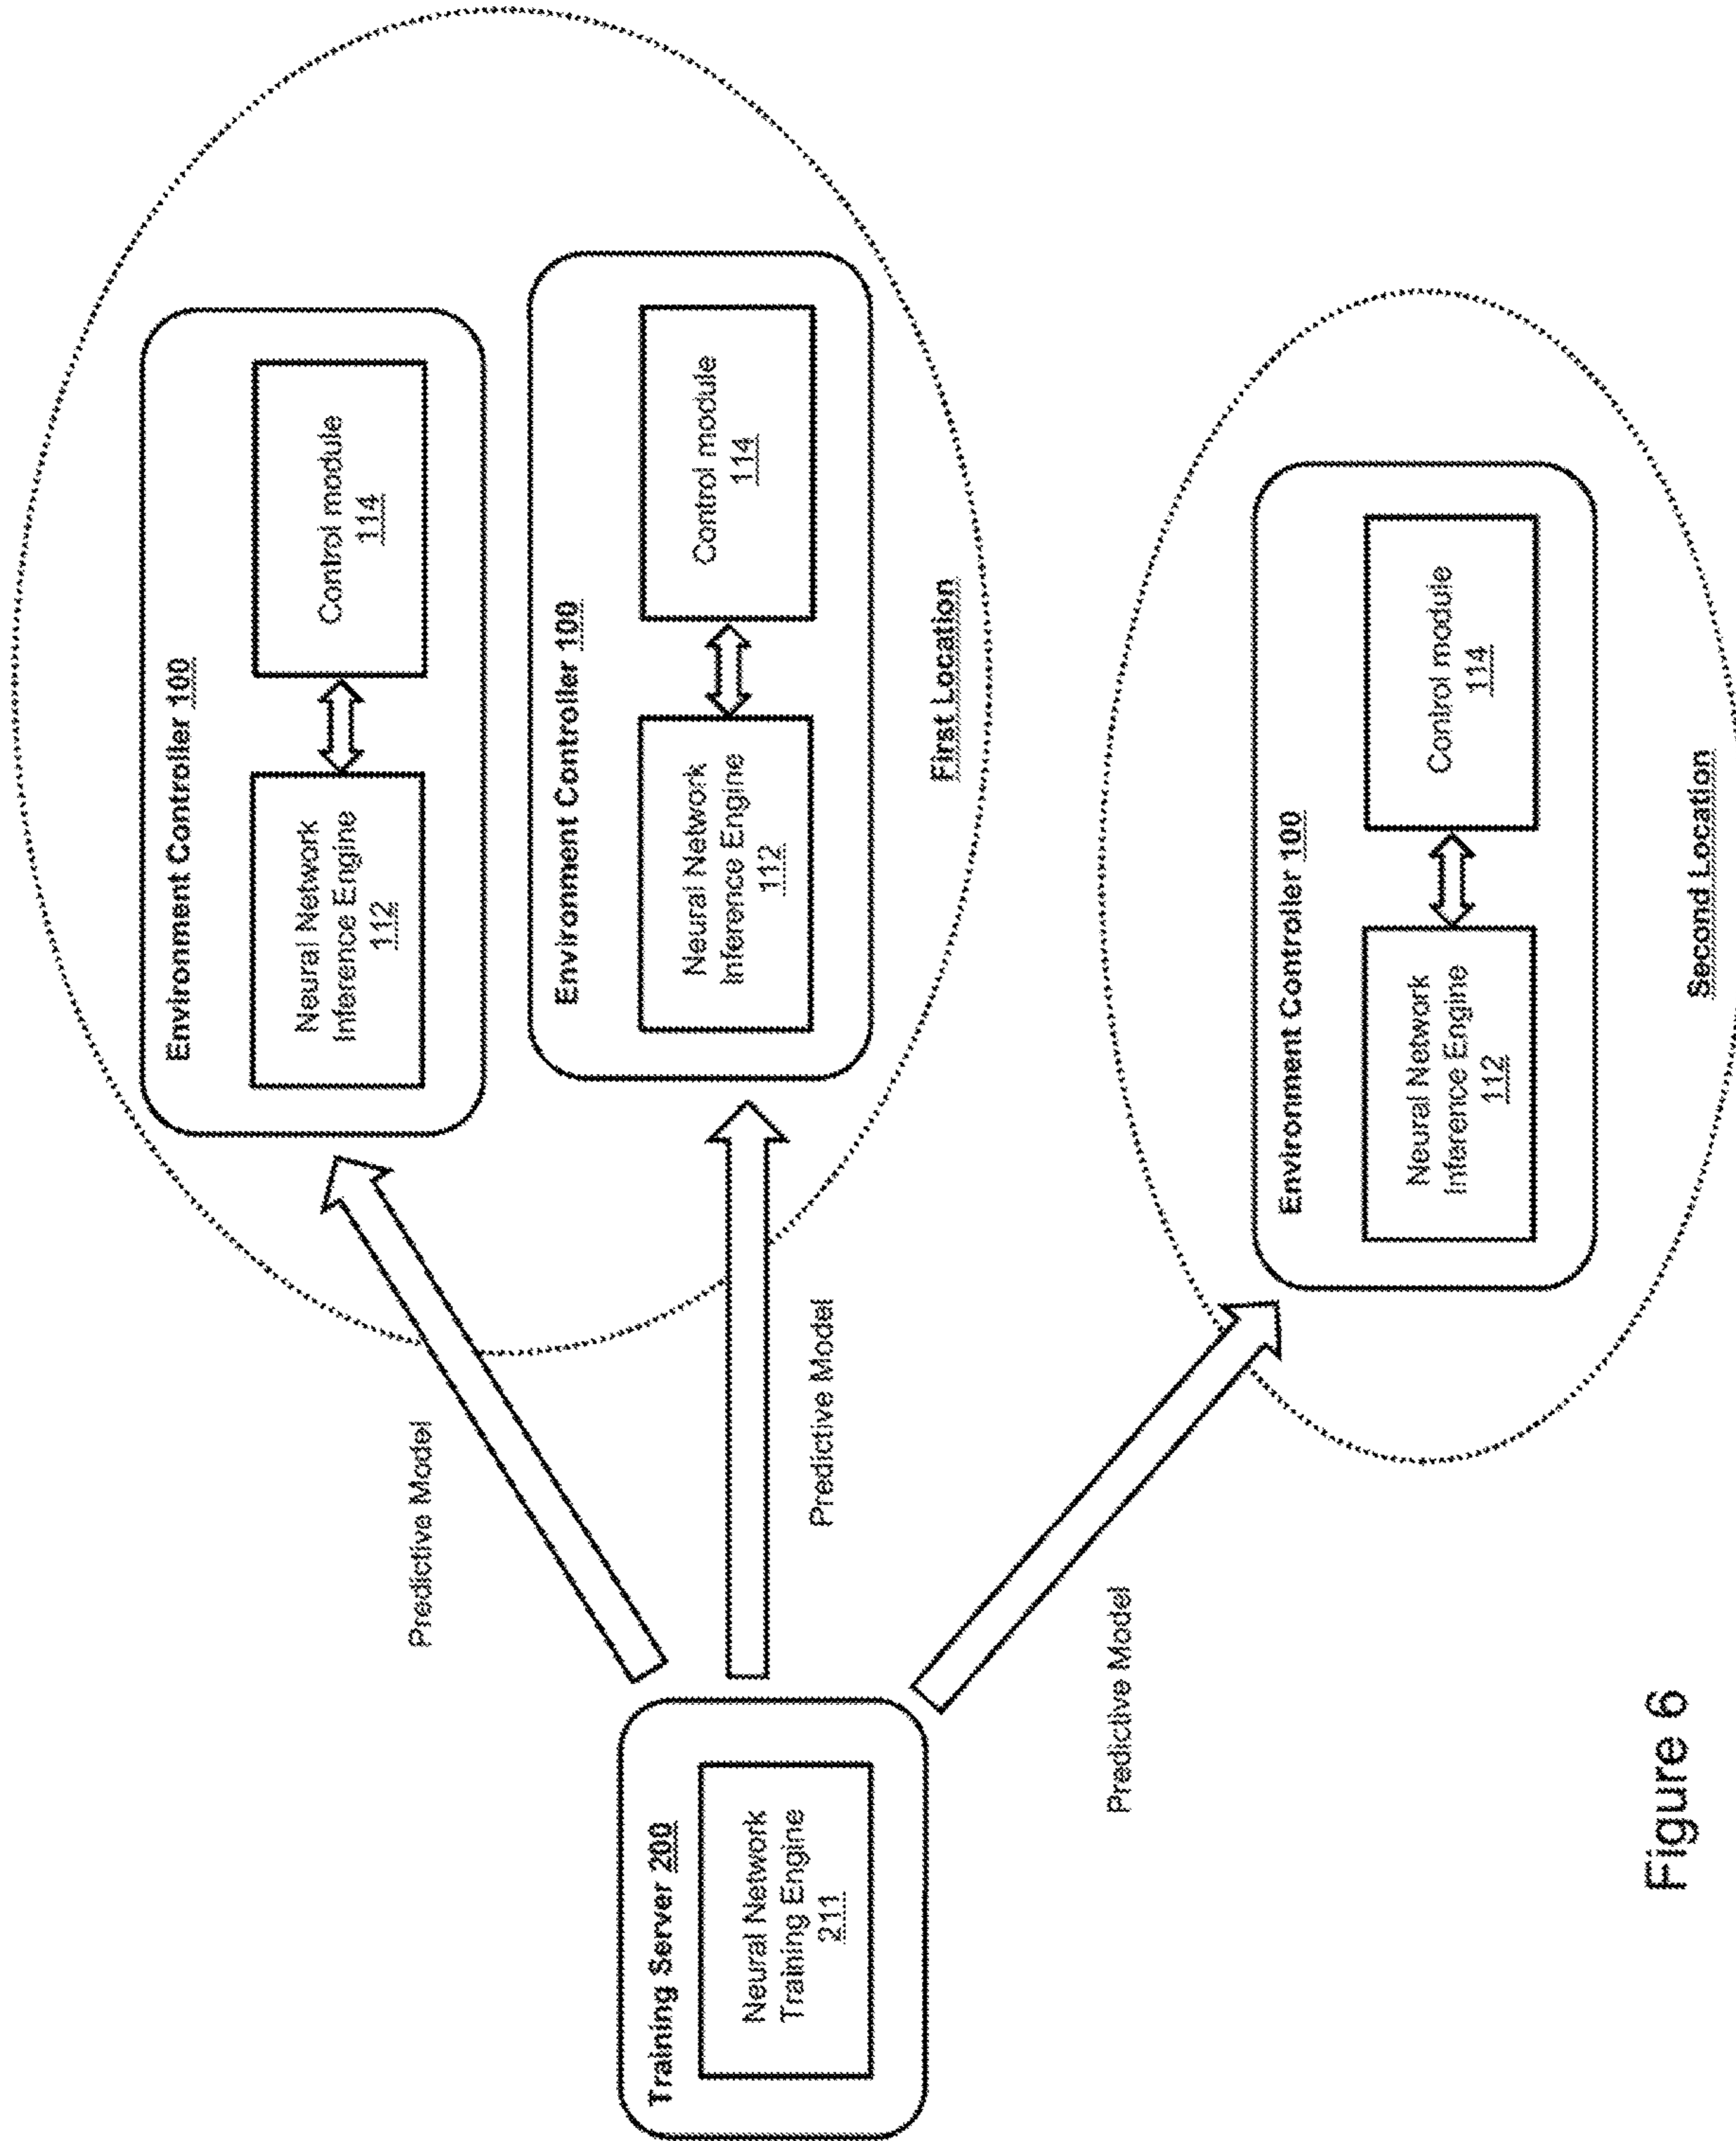 Training Server 200
Neural Network
Training Engine
211
Predictive Model
Predictive Model
Predictive Model
Environment Controller 100
Neural Network
Inference Engine
112
Control module
114
Environment Controller 100
Neural Network
Inference Engine
112
Control module
114
First Location
Environment Controller 100
Neural Network
Inference Engine
112
Control module
114
Second Location
Figure 6